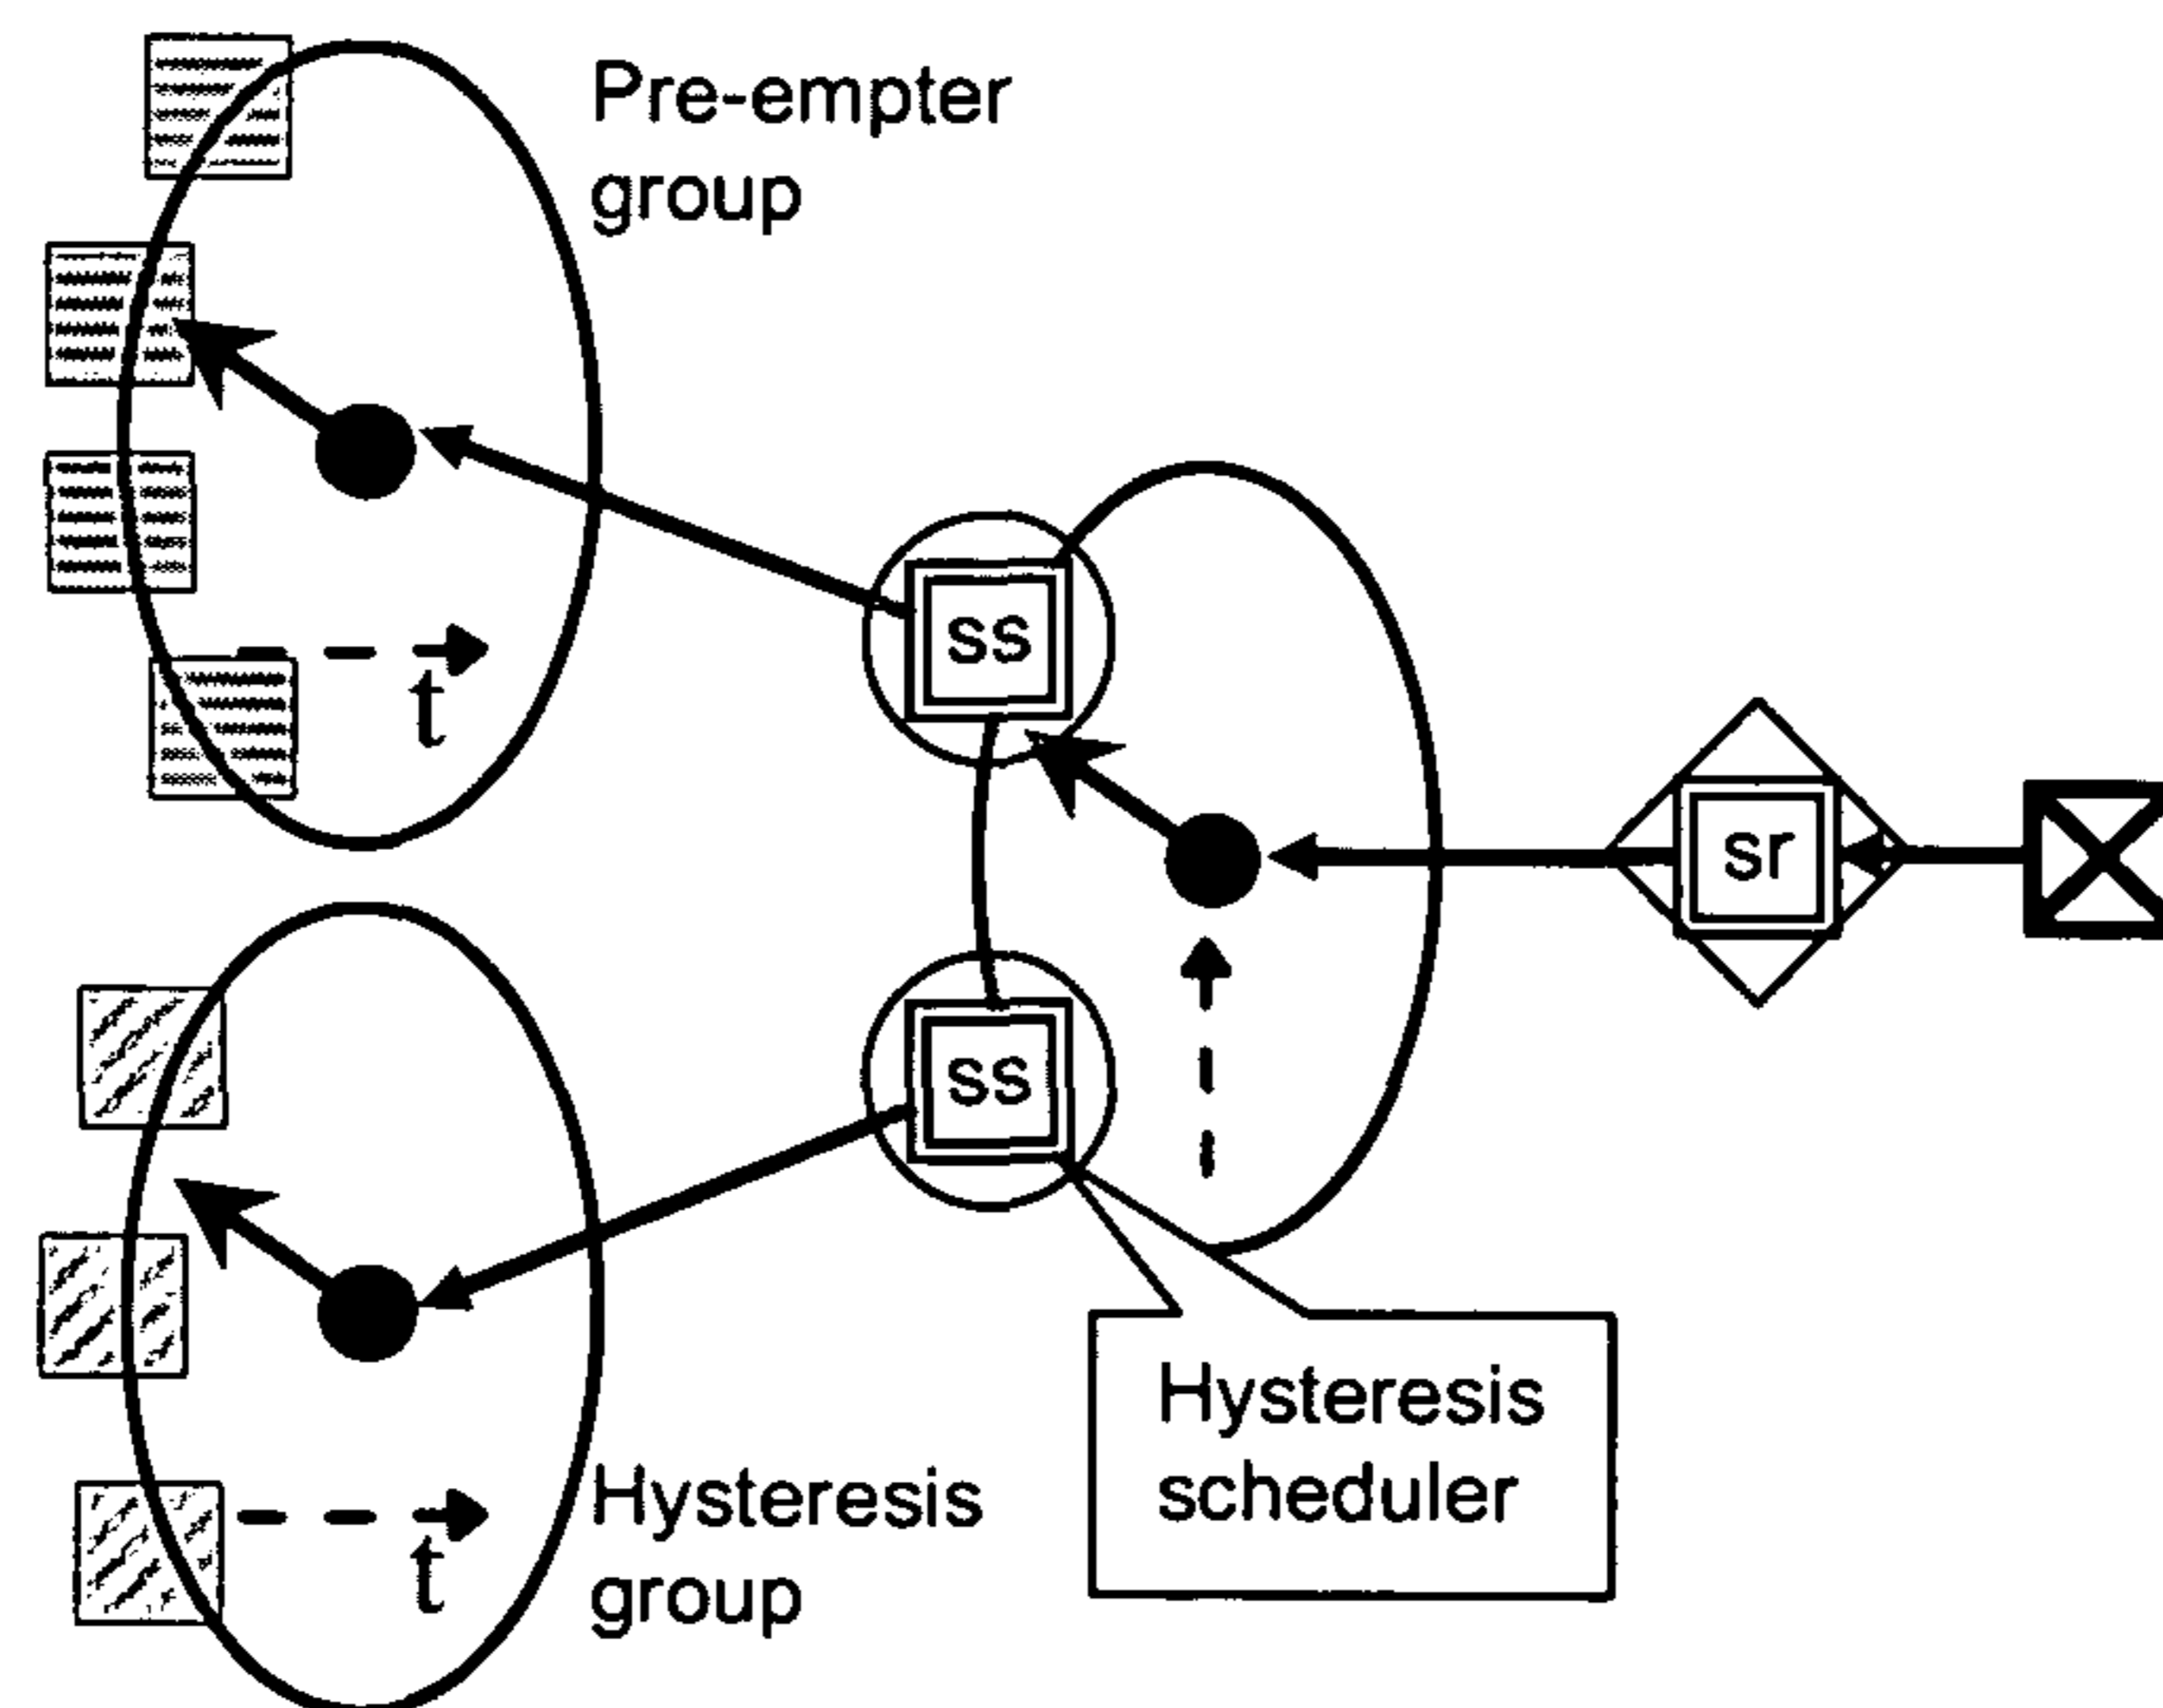 Pre-empter
group
t
ss
sr
ss
Hysteresis
scheduler
t
Hysteresis
group